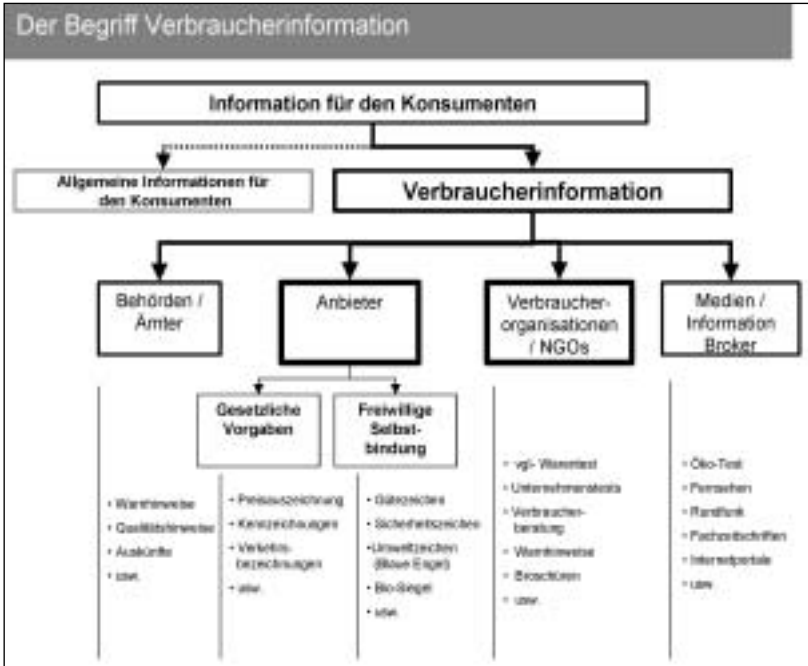 Der Begriff Verbraucherinformation
Information für den Konsumenten
Allgemeine Informationen für
den Konsumenten
Verbraucherinformation
Behörden /
Ämter
Anbieter
Verbraucher-
organisationen
/ NGOs
Medien /
Information
Broker
Gesetzliche
Vorgaben
Freiwillige
Selbst-
bindung
• Warnhinweise
• Qualitätshinweise
• Auskünfte
• usw.
• Preisauszeichnung
• Kennzeichnungen
• Verkehrs-
bezeichnungen
• usw.
• Gütezeichen
• Sicherheitszeichen
• Umweltzeichen
(Blaue Engel)
• Bio-Siegel
• usw.
• vgl- Warentest
• Unternehmenstests
• Verbraucher-
beratung
• Warnhinweise
• Broschüren
• usw.
• Öko-Test
• Fernsehen
• Rundfunk
• Fachzeitschriften
• Internetportale
• usw.